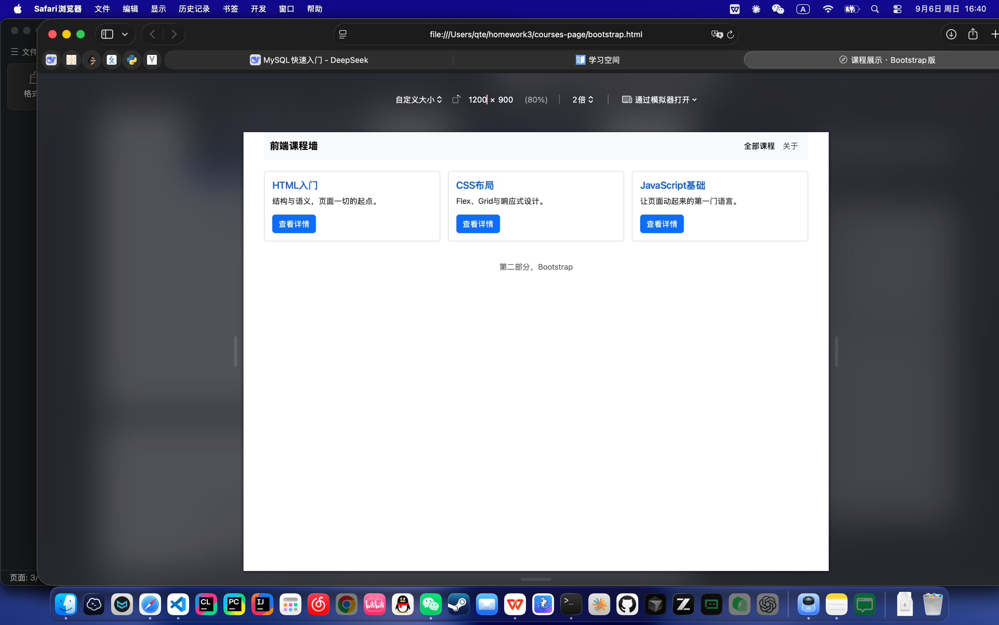 Safari浏览器 文件 编辑 显示 历史记录 书签 开发 窗口 帮助 A 9月6日 周日 16:40
文件
file:///Users/qte/homework3/courses-page/bootstrap.html
MySQL 快速入门 - DeepSeek 学习空间 课程展示 · Bootstrap 版
格式
自定义大小 1200 × 900 (80%) 2倍 通过模拟器打开
前端课程墙 全部课程 关于
HTML入门 CSS布局 JavaScript基础
结构与语义，页面一切的起点。 Flex、Grid与响应式设计。 让页面动起来的第一门语言。
查看详情 查看详情 查看详情
第二部分，Bootstrap
页面: 3/
CL PC IJ bilibili